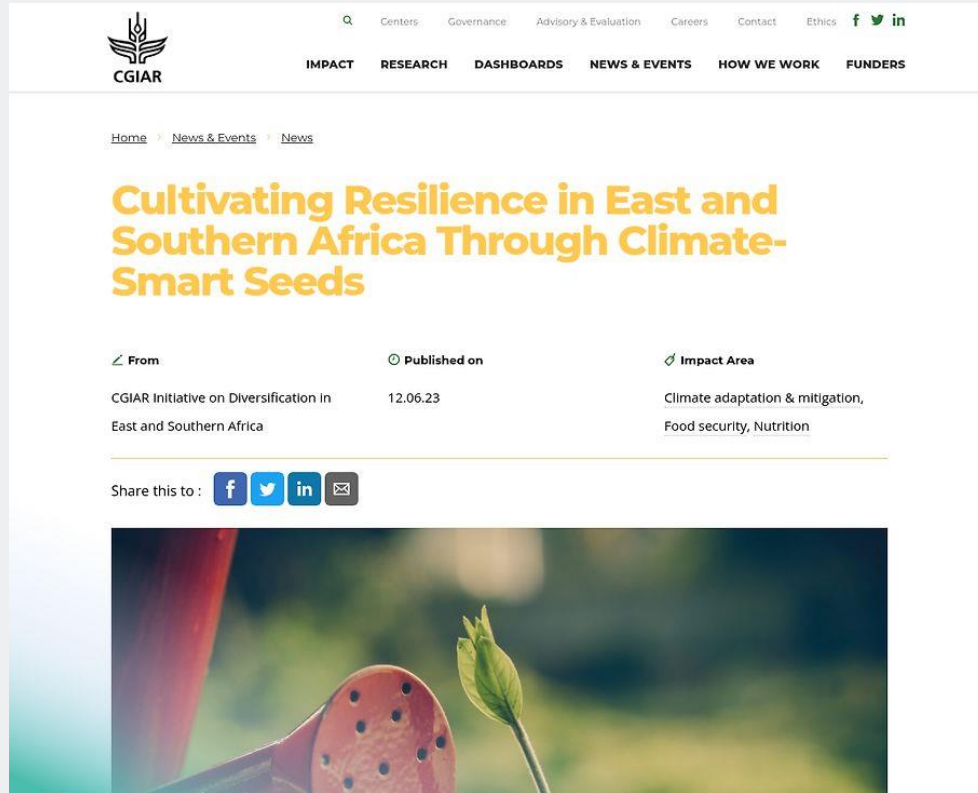 Centers Governance Advisory & Evaluation Careers Contact Ethics
CGIAR
IMPACT RESEARCH DASHBOARDS NEWS & EVENTS HOW WE WORK FUNDERS
Home News & Events News
Cultivating Resilience in East and
Southern Africa Through Climate-
Smart Seeds
From
CGIAR Initiative on Diversification in
East and Southern Africa
Published on
12.06.23
Impact Area
Climate adaptation & mitigation,
Food security, Nutrition
Share this to :